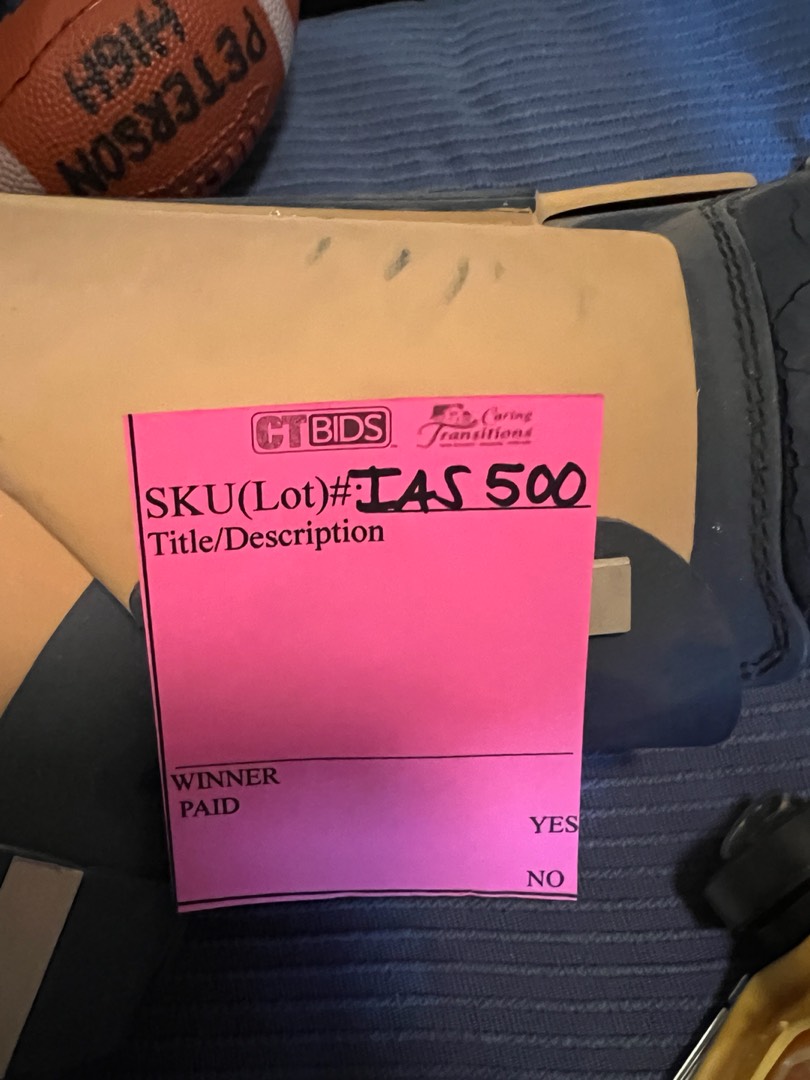 PETERSON
HIGH
CTBIDS
Caring
Transitions
SKU(Lot)#: IAS 500
Title/Description
WINNER
PAID
YES
NO